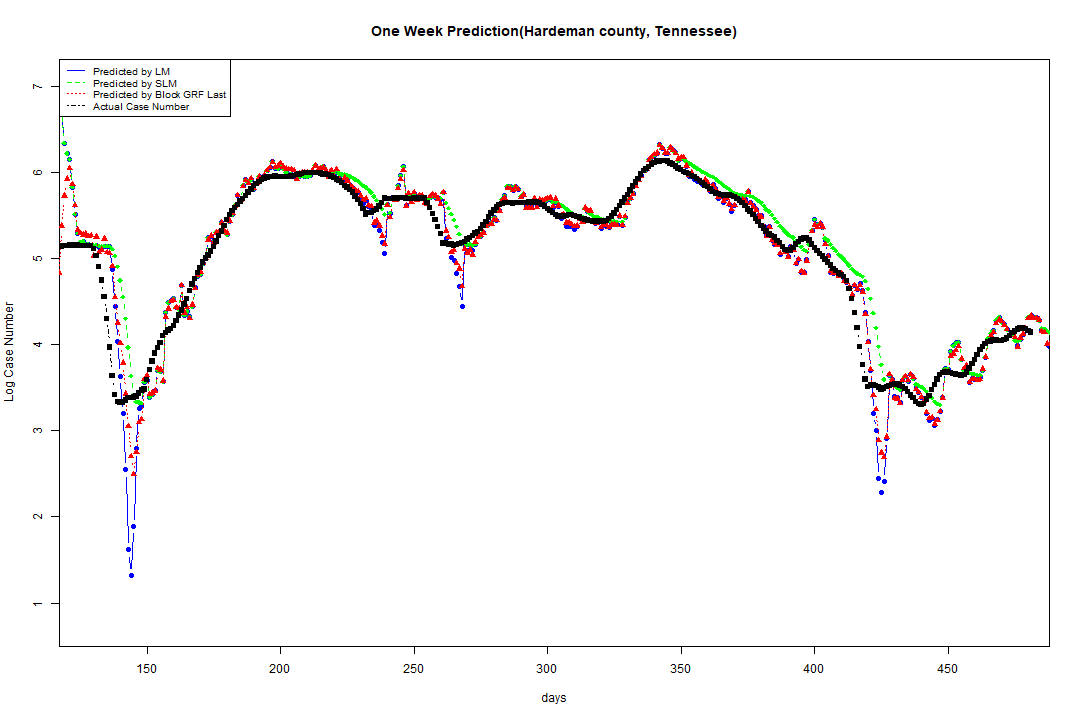 One Week Prediction(Hardeman county, Tennessee)
Predicted by LM
Predicted by SLM
Predicted by Block GRF Last
Actual Case Number
7
6
5
4
3
2
1
Log Case Number
150 200 250 300 350 400 450
days